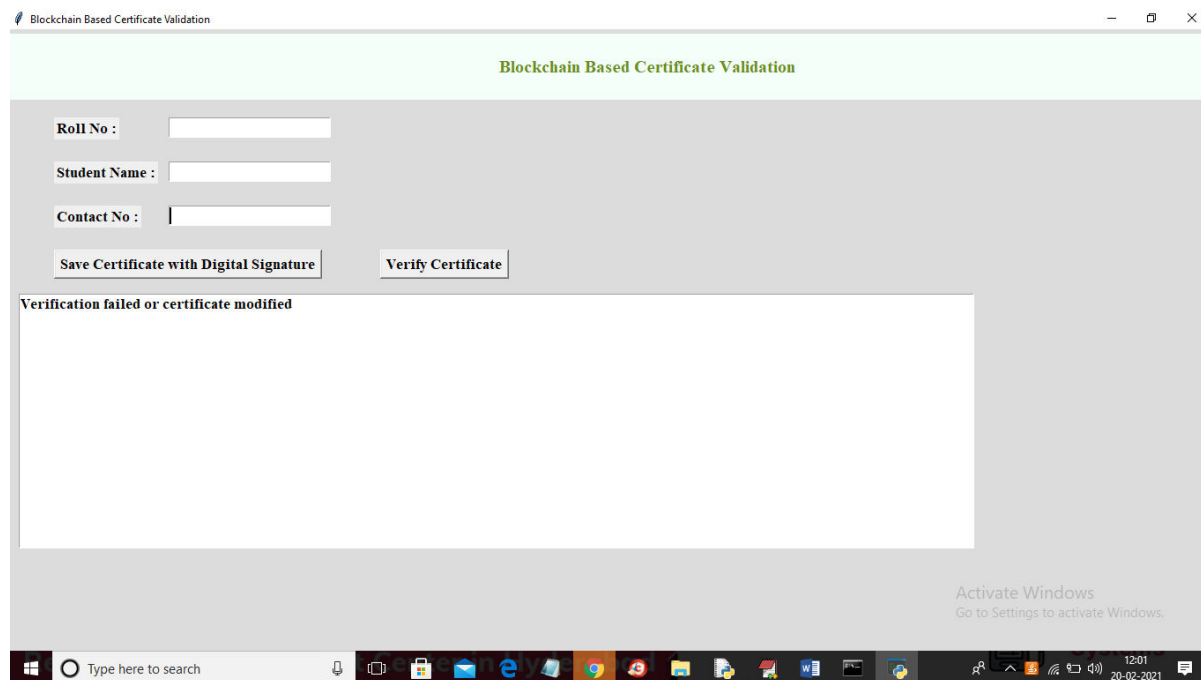 Blockchain Based Certificate Validation
Blockchain Based Certificate Validation
Roll No :
Student Name :
Contact No :
Save Certificate with Digital Signature
Verify Certificate
Verification failed or certificate modified
Activate Windows
Go to Settings to activate Windows.
Type here to search
12:01
20-02-2021